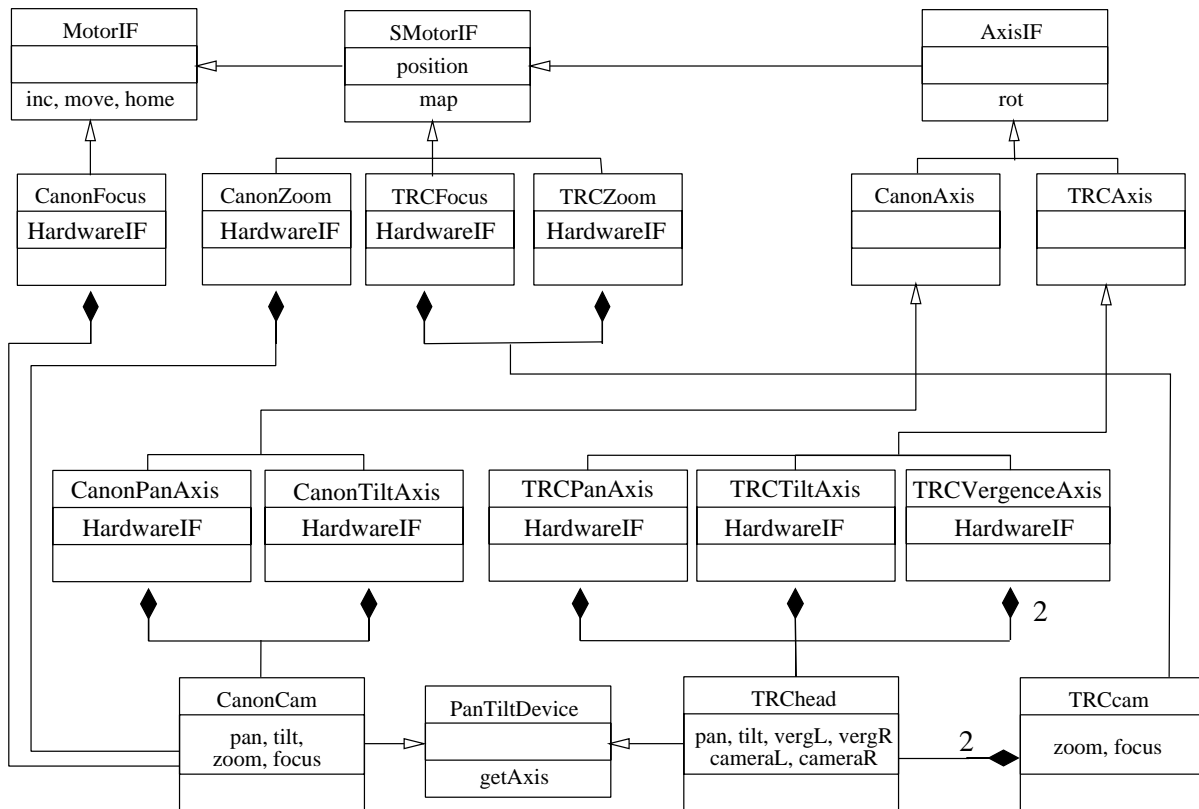 MotorIF
SMotorIF
AxisIF
position
inc, move, home
map
rot
CanonFocus
CanonZoom
TRCFocus
TRCZoom
CanonAxis
TRCAxis
HardwareIF
HardwareIF
HardwareIF
HardwareIF
CanonPanAxis
CanonTiltAxis
TRCPanAxis
TRCTiltAxis
TRCVergenceAxis
HardwareIF
HardwareIF
HardwareIF
HardwareIF
HardwareIF
2
CanonCam
PanTiltDevice
TRChead
TRCcam
pan, tilt,
zoom, focus
getAxis
pan, tilt, vergL, vergR
cameraL, cameraR
2
zoom, focus